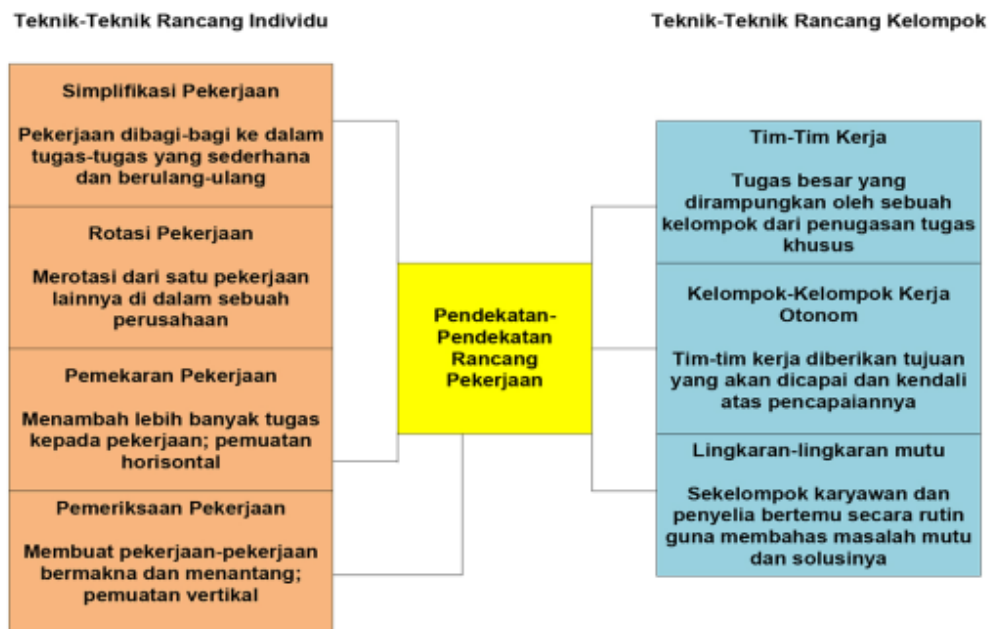 Teknik-Teknik Rancang Individu
Simplifikasi Pekerjaan
Pekerjaan dibagi-bagi ke dalam
tugas-tugas yang sederhana
dan berulang-ulang
Rotasi Pekerjaan
Merotasi dari satu pekerjaan
lainnya di dalam sebuah
perusahaan
Pemekaran Pekerjaan
Menambah lebih banyak tugas
kepada pekerjaan; pemuatan
horisontal
Pemeriksaan Pekerjaan
Membuat pekerjaan-pekerjaan
bermakna dan menantang;
pemuatan vertikal
Pendekatan-
Pendekatan
Rancang
Pekerjaan
Teknik-Teknik Rancang Kelompok
Tim-Tim Kerja
Tugas besar yang
dirampungkan oleh sebuah
kelompok dari penugasan tugas
khusus
Kelompok-Kelompok Kerja
Otonom
Tim-tim kerja diberikan tujuan
yang akan dicapai dan kendali
atas pencapaiannya
Lingkaran-lingkaran mutu
Sekelompok karyawan dan
penyelia bertemu secara rutin
guna membahas masalah mutu
dan solusinya